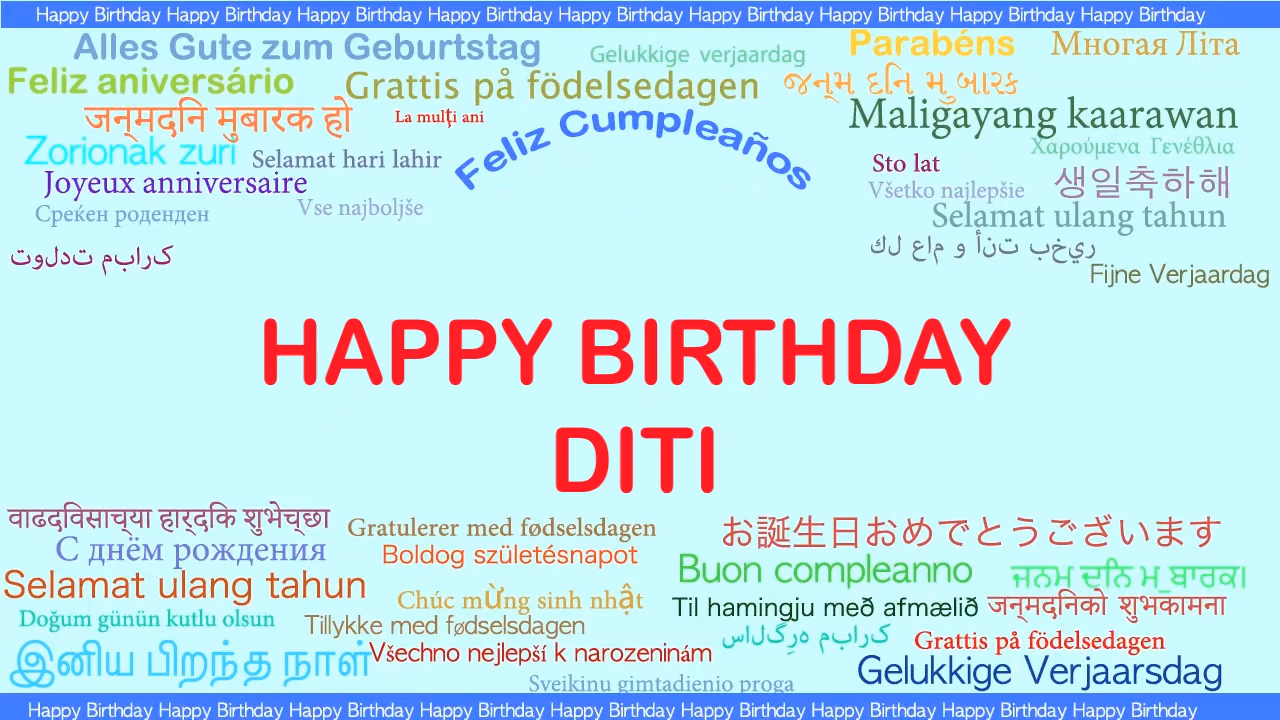 Happy Birthday Happy Birthday Happy Birthday Happy Birthday Happy Birthday Happy Birthday Happy Birthday Happy Birthday Happy Birthday
Alles Gute zum Geburtstag
Gelukkige verjaardag
Parabéns
Многая Літа
Feliz aniversário
Grattis på födelsedagen
જન્મ દિન મુ બારક
जन्मदिन मुबारक हो
La mulţi ani
Feliz Cumpleaños
Maligayang kaarawan
Zorionak zuri
Selamat hari lahir
Sto lat
Χαρούμενα Γενέθλια
Joyeux anniversaire
Všetko najlepšie
생일축하해
Среќен роденден
Vse najboljše
Selamat ulang tahun
تولدت مبارک
كل عام و أنت بخير
Fijne Verjaardag
HAPPY BIRTHDAY
DITI
वाढदिवसाच्या हार्दिक शुभेच्छा
Gratulerer med fødselsdagen
お誕生日おめでとうございます
С днём рождения
Boldog születésnapot
Buon compleanno
ਜਨਮ ਦਿਨ ਮੁਬਾਰਕ।
Selamat ulang tahun
Chúc mừng sinh nhật
Til hamingju með afmælið
जन्मदिनको शुभकामना
Doğum günün kutlu olsun
Tillykke med fødselsdagen
سالگرہ مبارک
Grattis på födelsedagen
இனிய பிறந்த நாள்
Všechno nejlepší k narozeninám
Gelukkige Verjaarsdag
Sveikinu gimtadienio proga
Happy Birthday Happy Birthday Happy Birthday Happy Birthday Happy Birthday Happy Birthday Happy Birthday Happy Birthday Happy Birthday